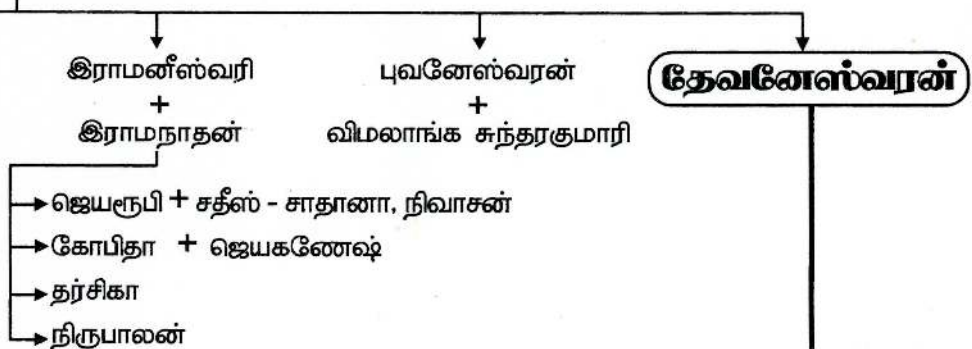 இராமனீஸ்வரி
+
இராமநாதன்
புவனேஸ்வரன்
+
விமலாங்க சுந்தரகுமாரி
தேவனேஸ்வரன்
ஜெயரூபி + சதீஸ் - சாதானா, நிவாசன்
கோபிதா + ஜெயகணேஷ்
தர்சிகா
நிருபாலன்